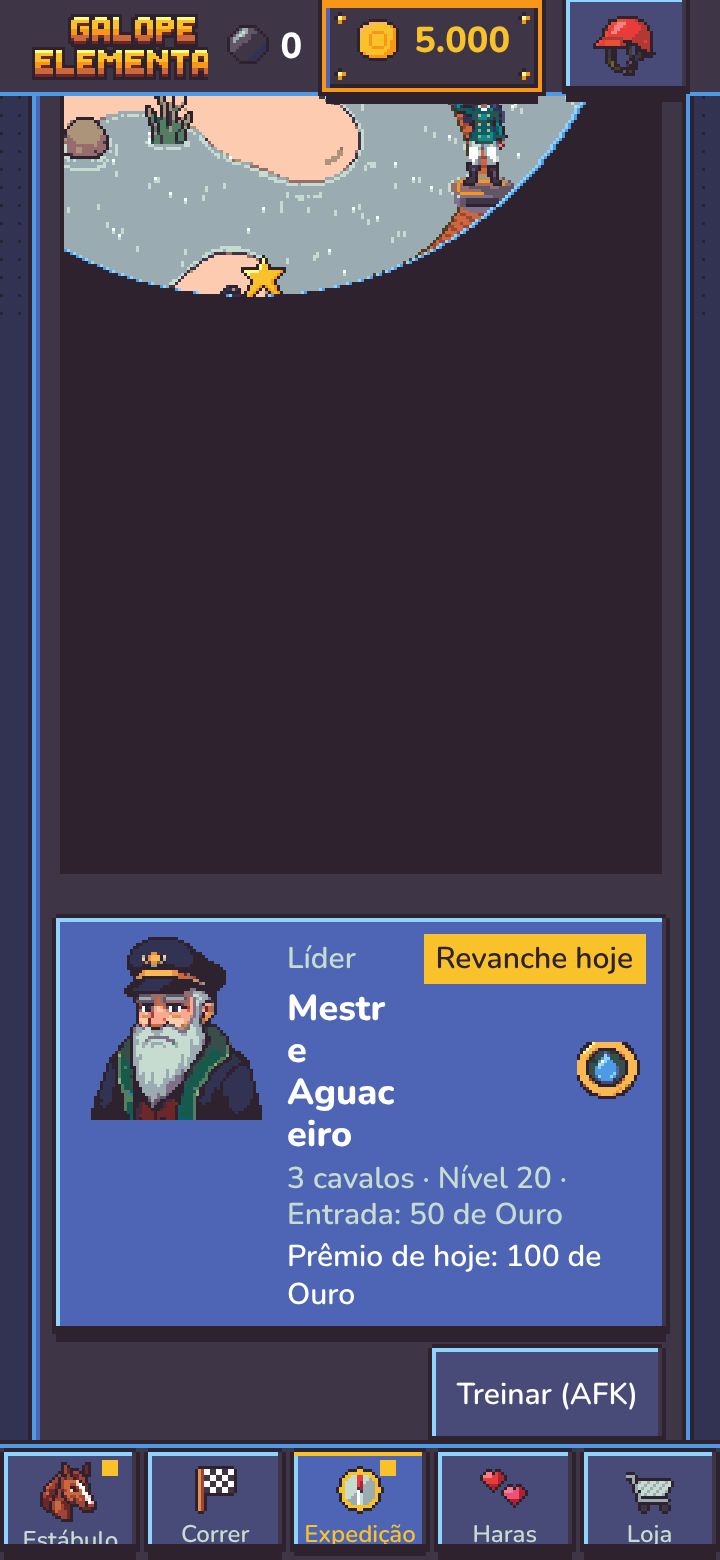 GALOPE
ELEMENTA
0
5.000
Líder
Revanche hoje
Mestr
e
Aguac
eiro
3 cavalos · Nível 20 ·
Entrada: 50 de Ouro
Prêmio de hoje: 100 de
Ouro
Treinar (AFK)
Estábulo
Correr
Expedição
Haras
Loja